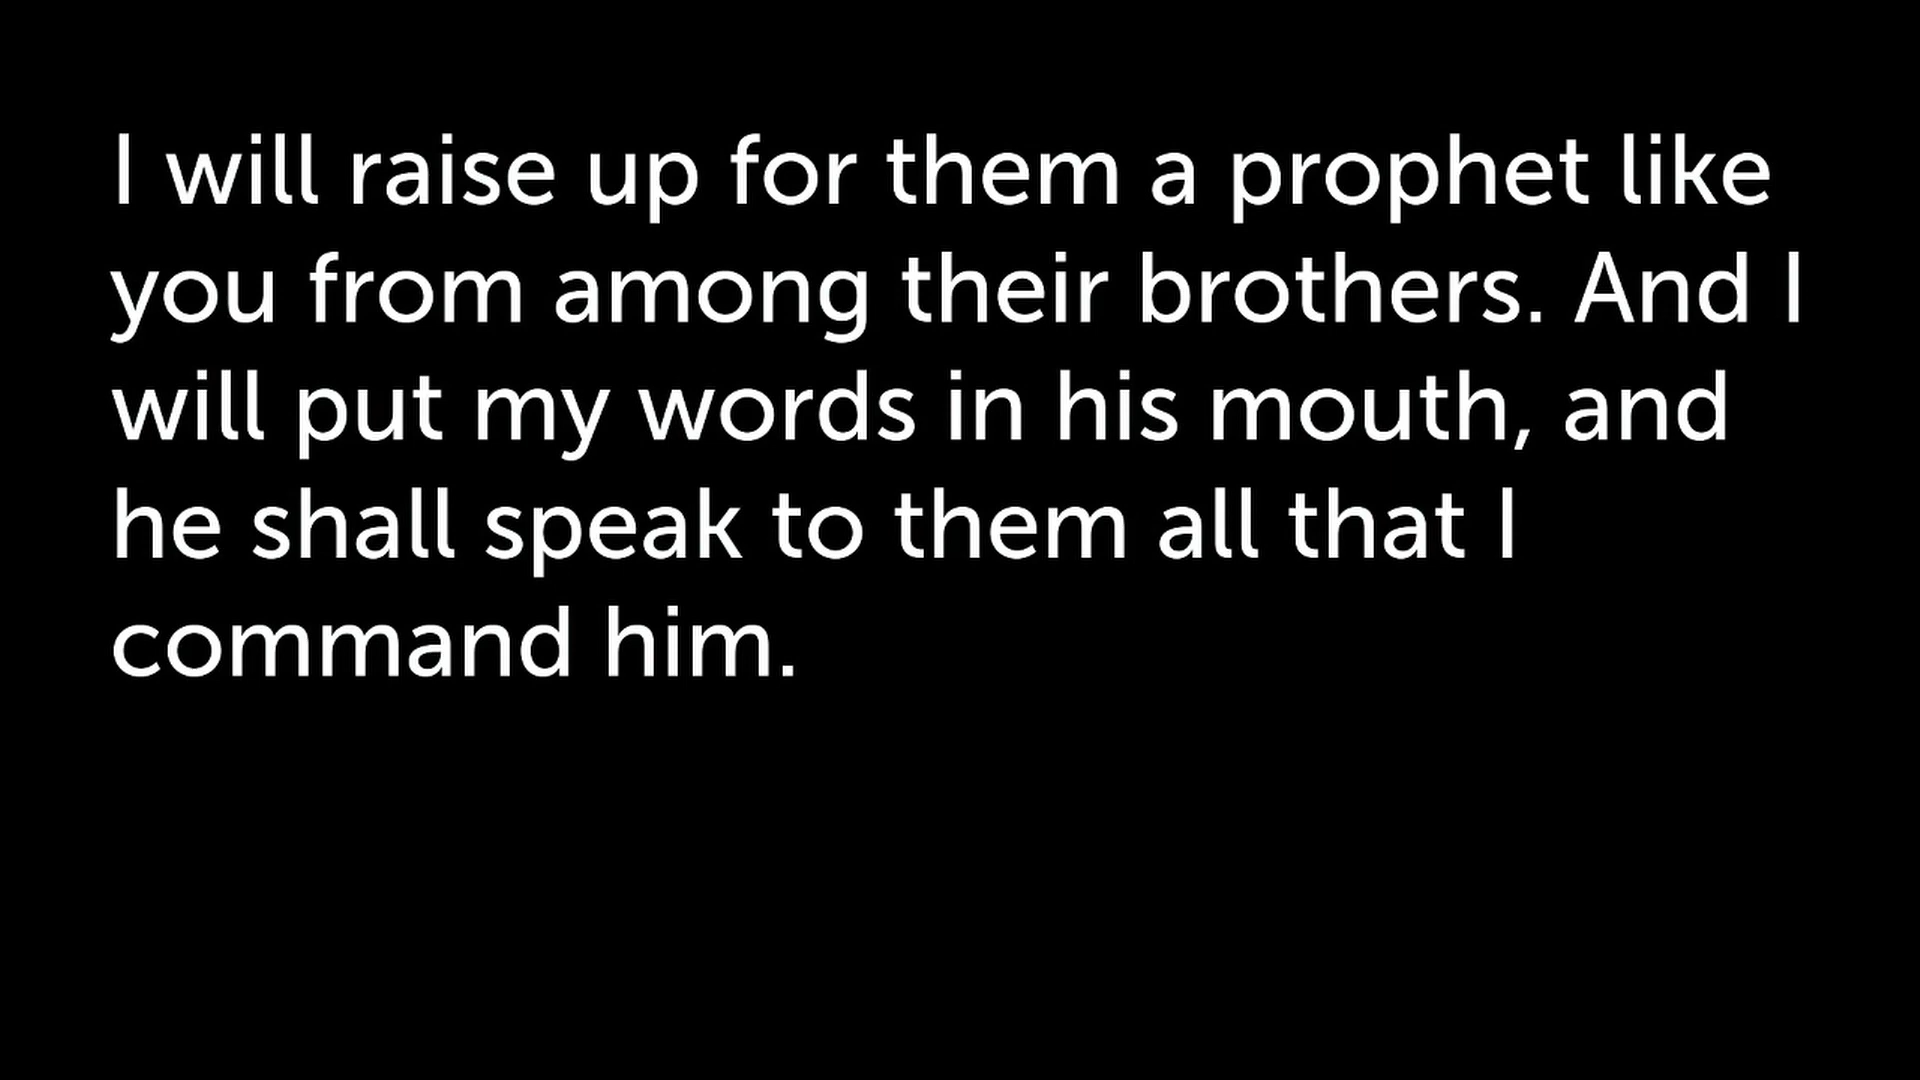 I will raise up for them a prophet like
you from among their brothers. And I
will put my words in his mouth, and
he shall speak to them all that I
command him.